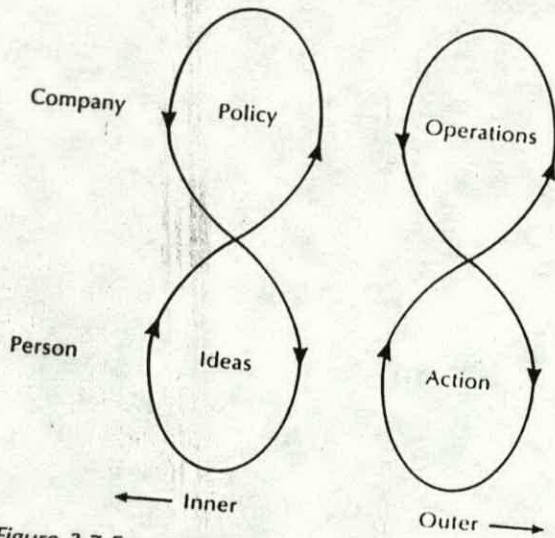 Company
Policy
Operations
Person
Ideas
Action
Inner
Outer